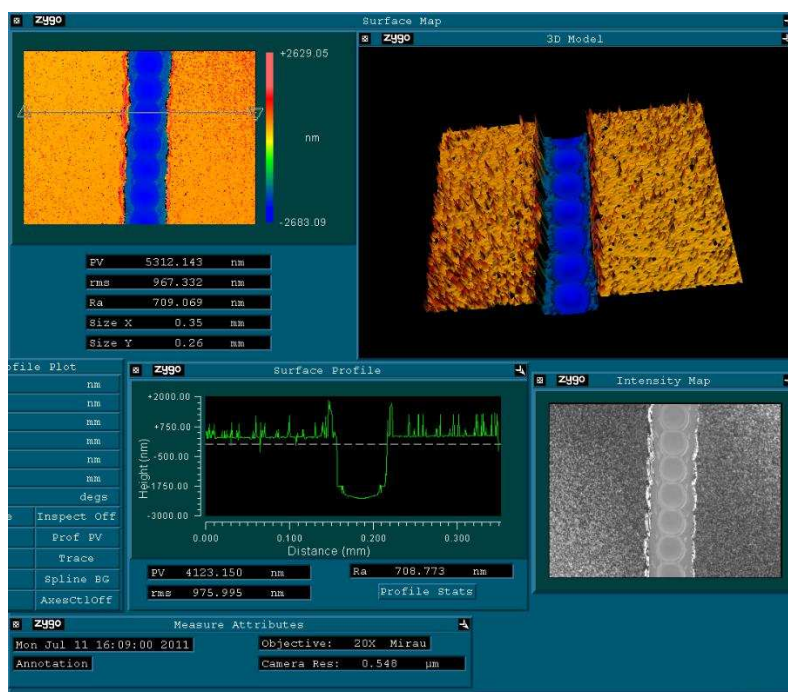 zygo Surface Map
+2629.05
nm
-2683.09
PV 5312.143 nm
rms 967.332 nm
Ra 709.069 nm
Size X 0.35 mm
Size Y 0.26 mm
zygo 3D Model
ofile Plot
nm
nm
mm
mm
nm
mm
degs
Inspect Off
Prof PV
Trace
Spline BG
AxesCtlOff
zygo Surface Profile
Height (nm)
+2000.00
+750.00
-500.00
-1750.00
-3000.00
0.000 0.100 0.200 0.300
Distance (mm)
PV 4123.150 nm
rms 975.995 nm
Ra 708.773 nm
Profile Stats
zygo Intensity Map
zygo Measure Attributes
Mon Jul 11 16:09:00 2011
Annotation
Objective: 20X Mirau
Camera Res: 0.548 µm